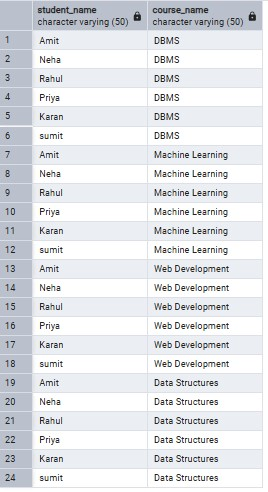 student_name course_name
character varying (50) character varying (50)
1 Amit DBMS
2 Neha DBMS
3 Rahul DBMS
4 Priya DBMS
5 Karan DBMS
6 sumit DBMS
7 Amit Machine Learning
8 Neha Machine Learning
9 Rahul Machine Learning
10 Priya Machine Learning
11 Karan Machine Learning
12 sumit Machine Learning
13 Amit Web Development
14 Neha Web Development
15 Rahul Web Development
16 Priya Web Development
17 Karan Web Development
18 sumit Web Development
19 Amit Data Structures
20 Neha Data Structures
21 Rahul Data Structures
22 Priya Data Structures
23 Karan Data Structures
24 sumit Data Structures